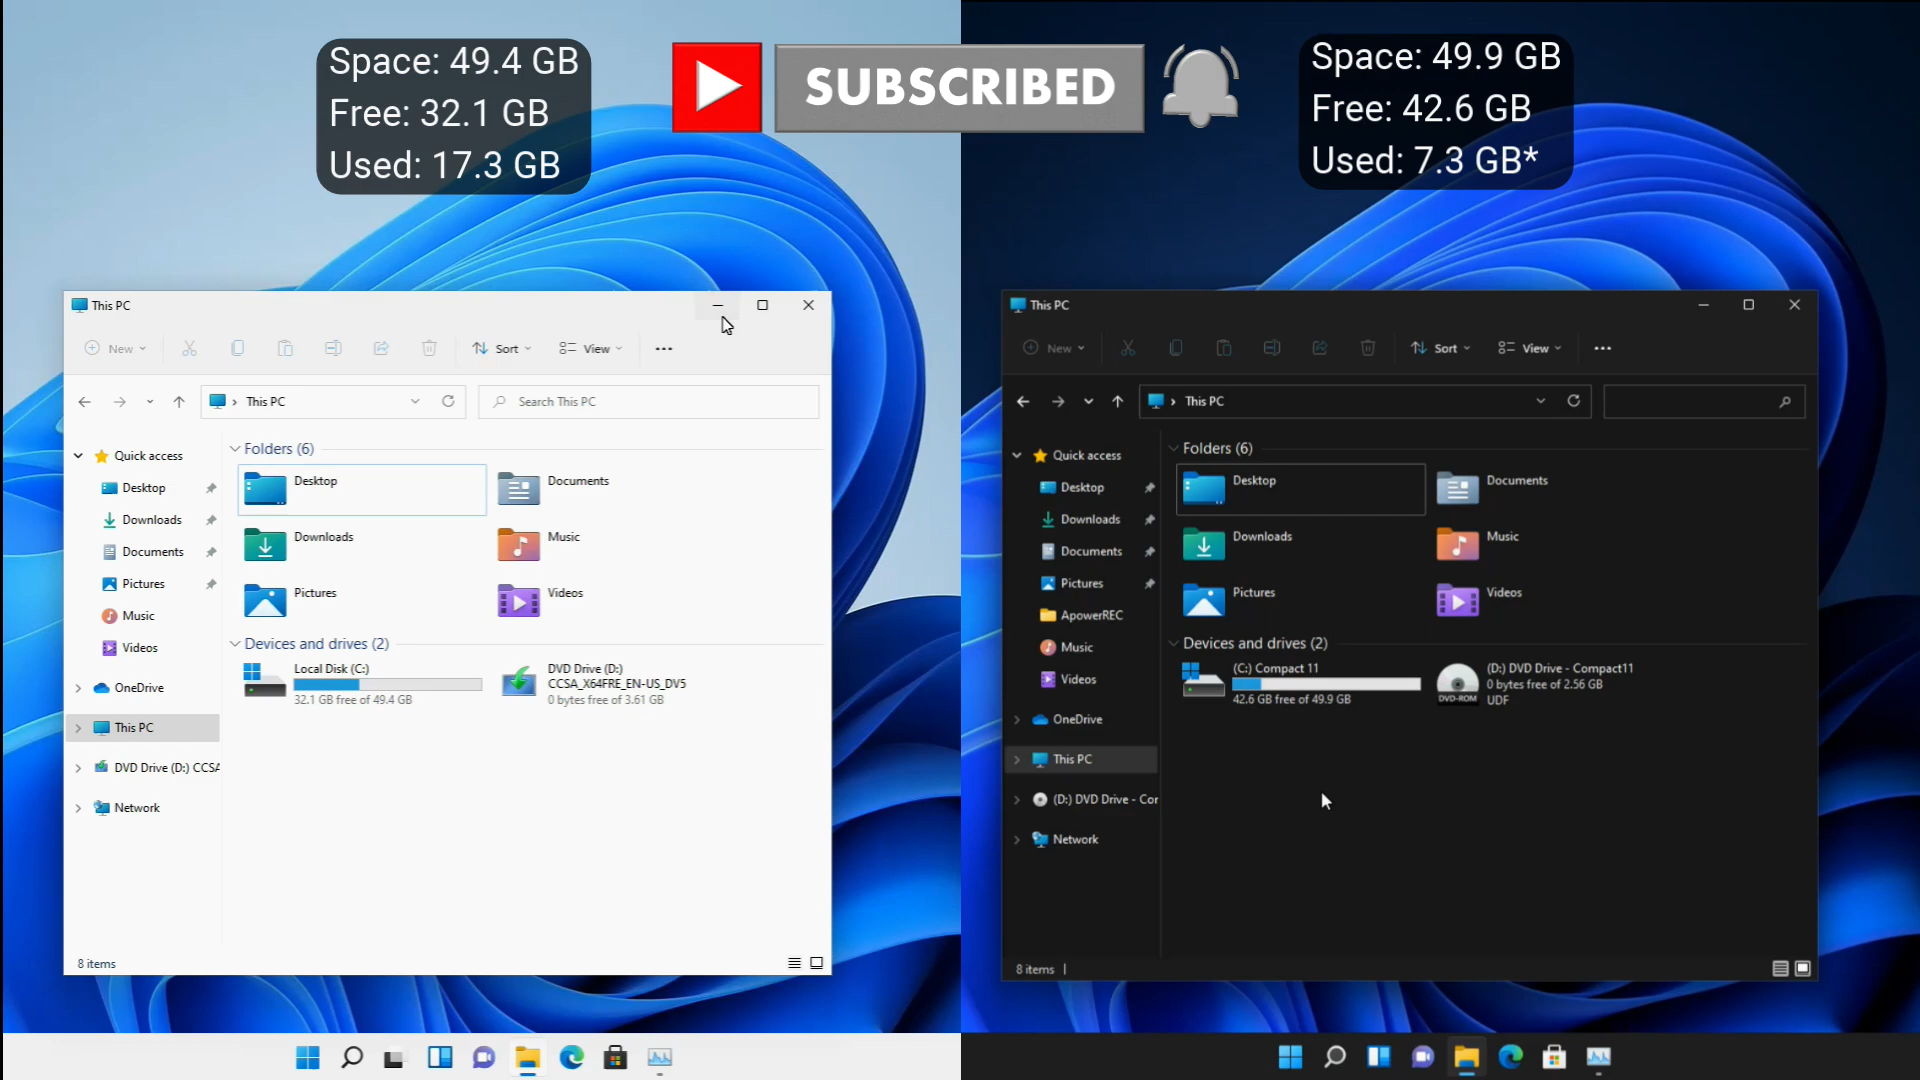 Space: 49.4 GB
Free: 32.1 GB
Used: 17.3 GB
SUBSCRIBED
Space: 49.9 GB
Free: 42.6 GB
Used: 7.3 GB*
This PC
New
Sort
View
This PC
Search This PC
Quick access
Desktop
Downloads
Documents
Pictures
Music
Videos
OneDrive
This PC
DVD Drive (D:) CCSA
Network
Folders (6)
Desktop
Documents
Downloads
Music
Pictures
Videos
Devices and drives (2)
Local Disk (C:)
32.1 GB free of 49.4 GB
DVD Drive (D:)
CCSA_X64FRE_EN-US_DV5
0 bytes free of 3.61 GB
8 items
This PC
New
Sort
View
This PC
Quick access
Desktop
Downloads
Documents
Pictures
ApowerREC
Music
Videos
OneDrive
This PC
(D:) DVD Drive - Cor
Network
Folders (6)
Desktop
Documents
Downloads
Music
Pictures
Videos
Devices and drives (2)
(C:) Compact 11
42.6 GB free of 49.9 GB
DVD-ROM
(D:) DVD Drive - Compact11
0 bytes free of 2.56 GB
UDF
8 items